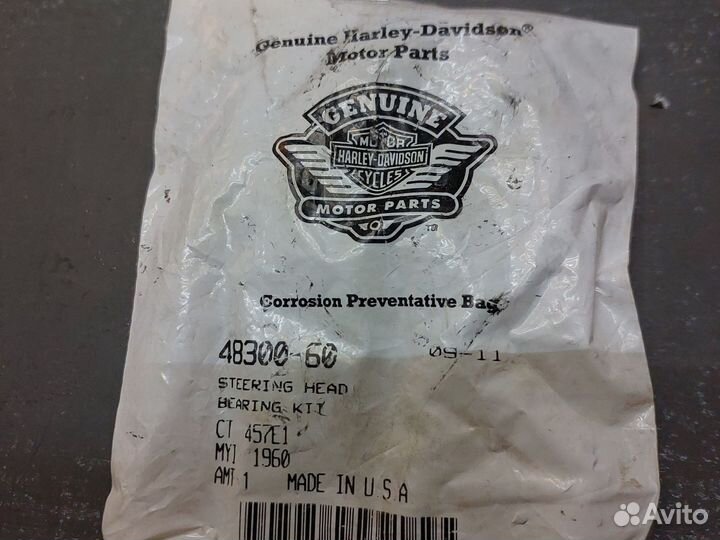 Genuine Harley-Davidson®
Motor Parts
GENUINE
MOTOR
HARLEY-DAVIDSON
CYCLES
MOTOR PARTS
Corrosion Preventative Bag
48300-60 09-11
STEERING HEAD
BEARING KIT
CT 457E1
MYI 1960
AMT 1 MADE IN U.S.A
Avito